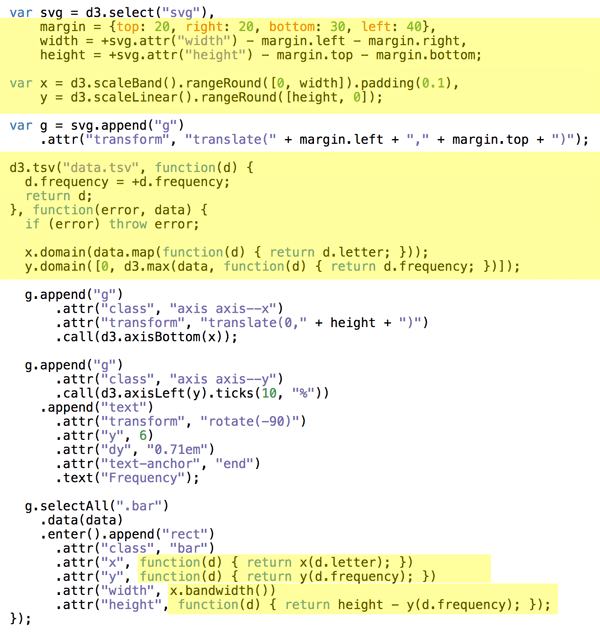 var svg = d3.select("svg"),
    margin = {top: 20, right: 20, bottom: 30, left: 40},
    width = +svg.attr("width") - margin.left - margin.right,
    height = +svg.attr("height") - margin.top - margin.bottom;

var x = d3.scaleBand().rangeRound([0, width]).padding(0.1),
    y = d3.scaleLinear().rangeRound([height, 0]);

var g = svg.append("g")
    .attr("transform", "translate(" + margin.left + "," + margin.top + ")");

d3.tsv("data.tsv", function(d) {
  d.frequency = +d.frequency;
  return d;
}, function(error, data) {
  if (error) throw error;

  x.domain(data.map(function(d) { return d.letter; }));
  y.domain([0, d3.max(data, function(d) { return d.frequency; })]);

  g.append("g")
      .attr("class", "axis axis--x")
      .attr("transform", "translate(0," + height + ")")
      .call(d3.axisBottom(x));

  g.append("g")
      .attr("class", "axis axis--y")
      .call(d3.axisLeft(y).ticks(10, "%"))
    .append("text")
      .attr("transform", "rotate(-90)")
      .attr("y", 6)
      .attr("dy", "0.71em")
      .attr("text-anchor", "end")
      .text("Frequency");

  g.selectAll(".bar")
    .data(data)
    .enter().append("rect")
      .attr("class", "bar")
      .attr("x", function(d) { return x(d.letter); })
      .attr("y", function(d) { return y(d.frequency); })
      .attr("width", x.bandwidth())
      .attr("height", function(d) { return height - y(d.frequency); });
});